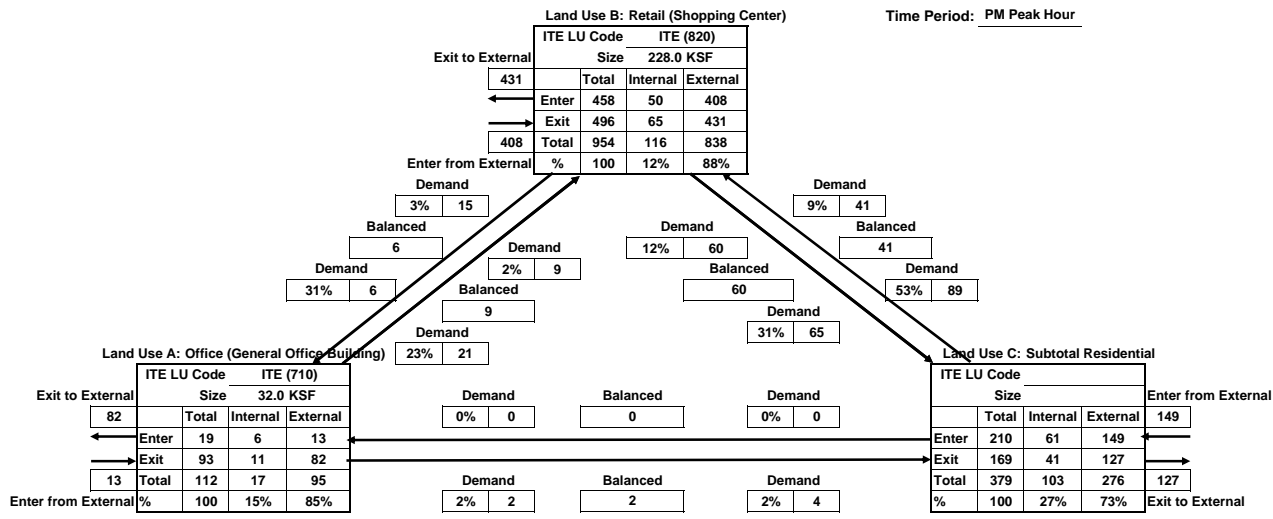 Land Use B: Retail (Shopping Center)
Time Period: PM Peak Hour
ITE LU Code ITE (820)
Exit to External Size 228.0 KSF
431 Total Internal External
Enter 458 50 408
Exit 496 65 431
408 Total 954 116 838
Enter from External % 100 12% 88%
Demand Demand
3% 15 9% 41
Balanced Demand Demand Balanced
6 12% 60 41
Demand 2% 9 Balanced Demand
31% 6 Balanced 60 53% 89
9 Demand
Demand 31% 65
23% 21
Land Use A: Office (General Office Building) Land Use C: Subtotal Residential
ITE LU Code ITE (710) ITE LU Code
Exit to External Size 32.0 KSF Demand Balanced Demand Size Enter from External
82 Total Internal External 0% 0 0 0% 0 Total Internal External 149
Enter 19 6 13 Enter 210 61 149
Exit 93 11 82 Exit 169 41 127
13 Total 112 17 95 Demand Balanced Demand Total 379 103 276 127
Enter from External % 100 15% 85% 2% 2 2 2% 4 % 100 27% 73% Exit to External